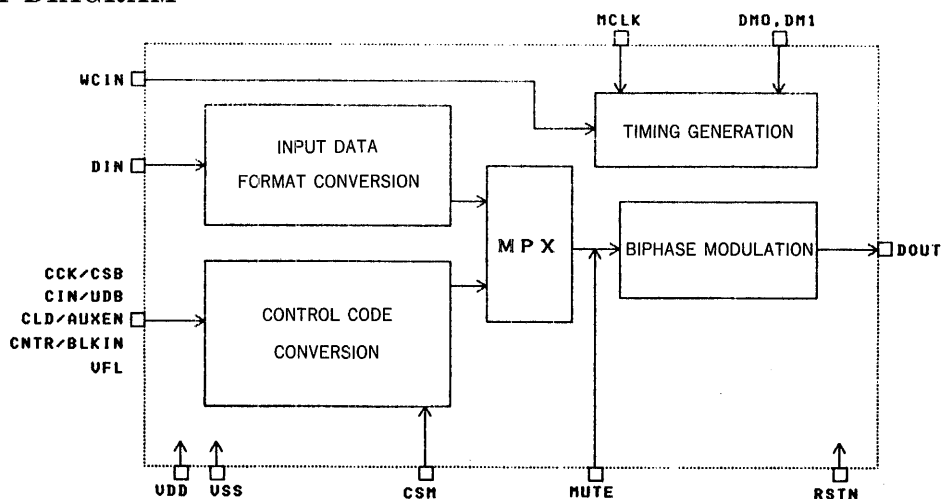 MCLK DM0,DM1
WCIN
TIMING GENERATION
INPUT DATA
FORMAT CONVERSION
DIN
MPX
BIPHASE MODULATION
DOUT
CCK/CSB
CIN/UDB
CLD/AUXEN
CNTR/BLKIN
VFL
CONTROL CODE
CONVERSION
VDD VSS CSM MUTE RSTN